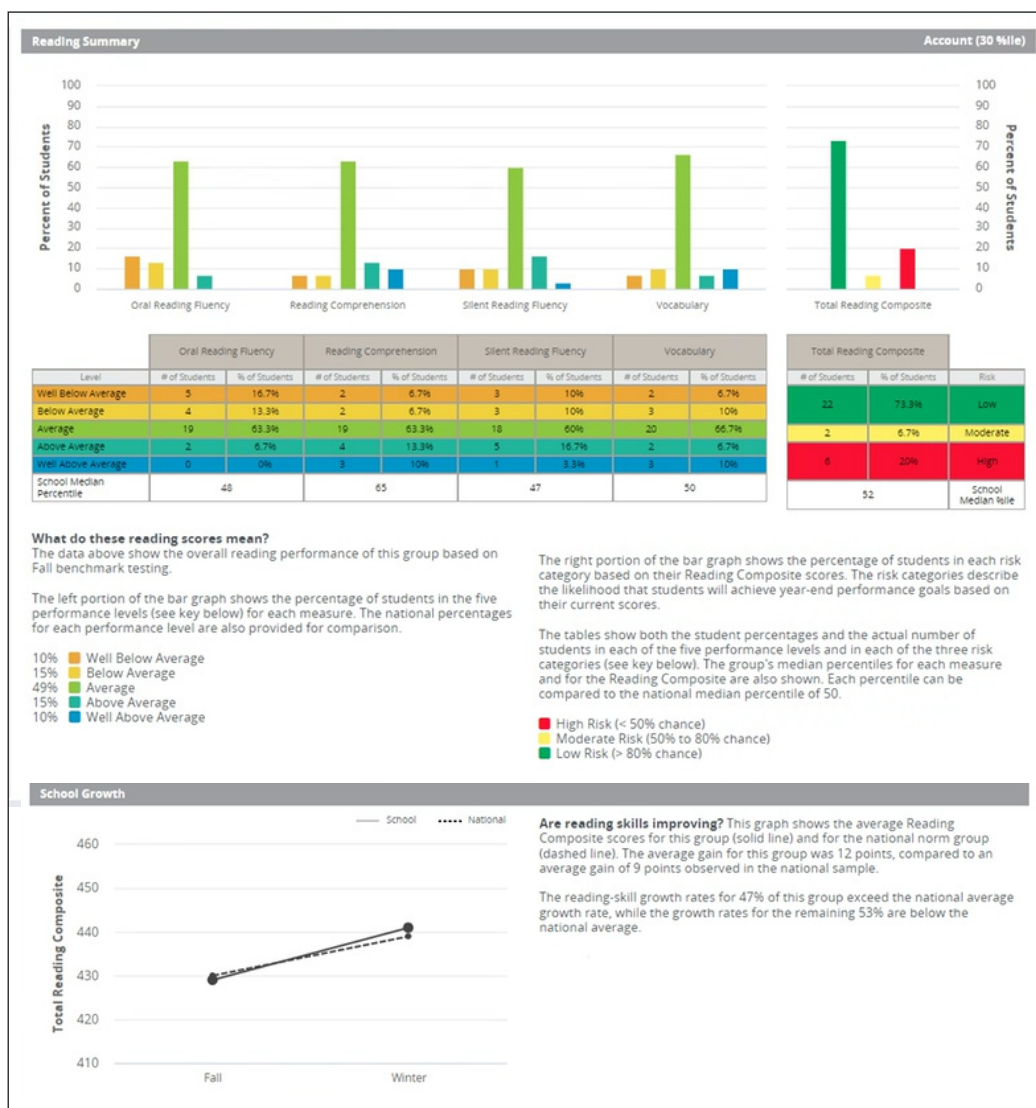 Reading Summary Account (30 %ile)
100 100
90 90
80 80
70 70
60 60
50 50
40 40
30 30
20 20
10 10
0 0
Percent of Students
Percent of Students
Oral Reading Fluency Reading Comprehension Silent Reading Fluency Vocabulary Total Reading Composite
Oral Reading Fluency Reading Comprehension Silent Reading Fluency Vocabulary Total Reading Composite
Level # of Students % of Students # of Students % of Students # of Students % of Students # of Students % of Students # of Students % of Students Risk
Well Below Average 5 16.7% 2 6.7% 3 10% 2 6.7%
22 73.3% Low
Below Average 4 13.3% 2 6.7% 3 10% 3 10%
Average 19 63.3% 19 63.3% 18 60% 20 66.7% 2 6.7% Moderate
Above Average 2 6.7% 4 13.3% 5 16.7% 2 6.7%
6 20% High
Well Above Average 0 0% 3 10% 1 3.3% 3 10%
School Median
Percentile
48 65 47 50 52
School
Median %ile
What do these reading scores mean?
The data above show the overall reading performance of this group based on
Fall benchmark testing.
The left portion of the bar graph shows the percentage of students in the five
performance levels (see key below) for each measure. The national percentages
for each performance level are also provided for comparison.
10% Well Below Average
15% Below Average
49% Average
15% Above Average
10% Well Above Average
The right portion of the bar graph shows the percentage of students in each risk
category based on their Reading Composite scores. The risk categories describe
the likelihood that students will achieve year-end performance goals based on
their current scores.
The tables show both the student percentages and the actual number of
students in each of the five performance levels and in each of the three risk
categories (see key below). The group's median percentiles for each measure
and for the Reading Composite are also shown. Each percentile can be
compared to the national median percentile of 50.
High Risk (< 50% chance)
Moderate Risk (50% to 80% chance)
Low Risk (> 80% chance)
School Growth
School National
460
450
440
430
420
410
Total Reading Composite
Fall Winter
Are reading skills improving? This graph shows the average Reading
Composite scores for this group (solid line) and for the national norm group
(dashed line). The average gain for this group was 12 points, compared to an
average gain of 9 points observed in the national sample.
The reading-skill growth rates for 47% of this group exceed the national average
growth rate, while the growth rates for the remaining 53% are below the
national average.